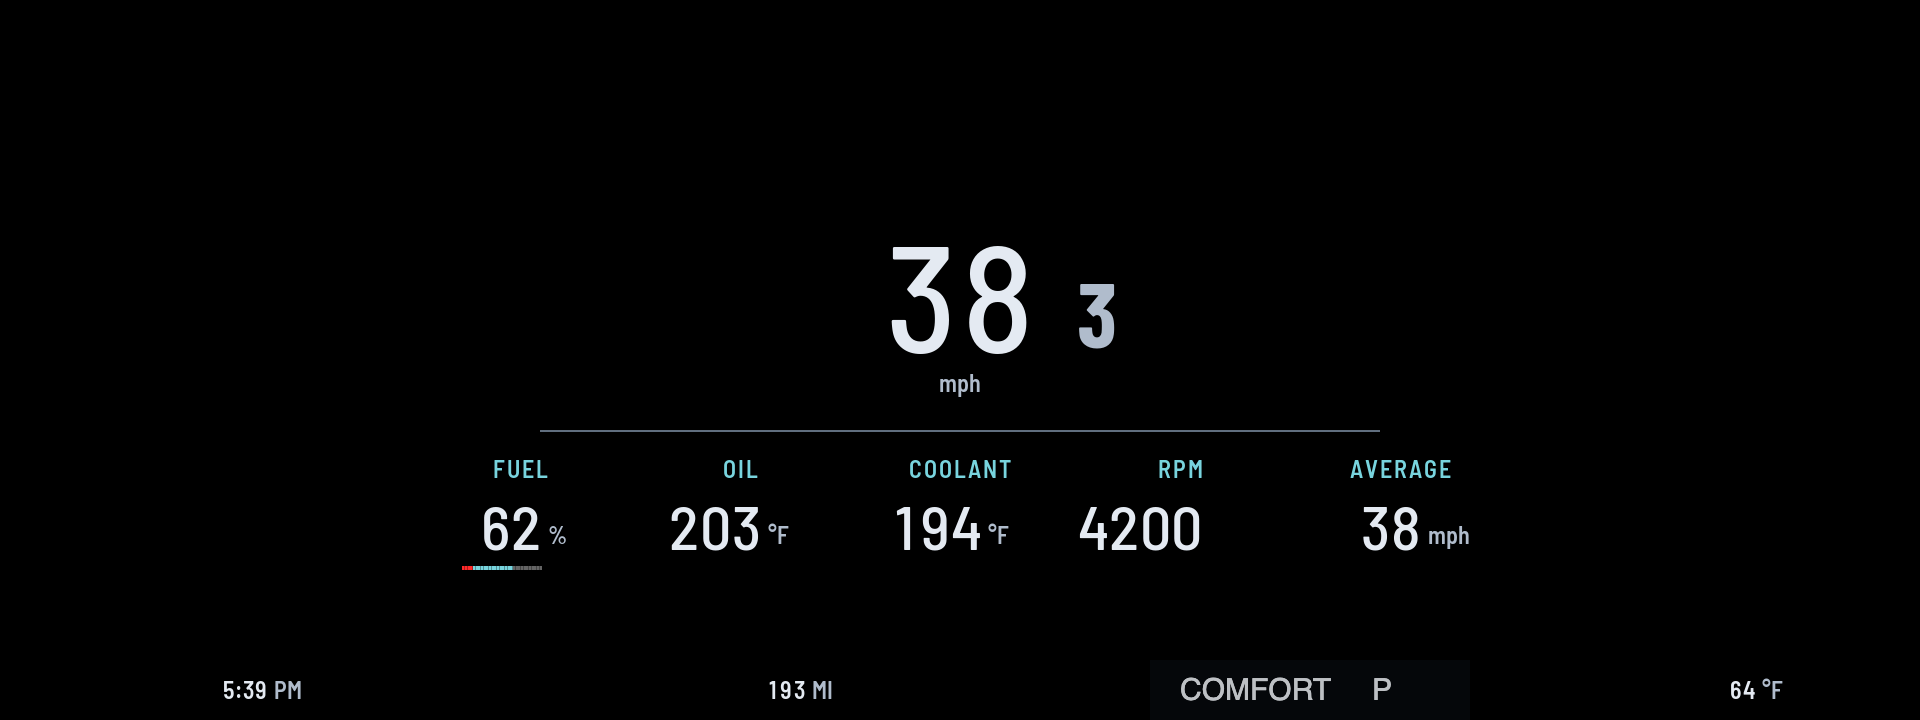 38 3
mph
FUEL OIL COOLANT RPM AVERAGE
62 % 203 °F 194 °F 4200 38 mph
5:39 PM 193 MI COMFORT P 64 °F